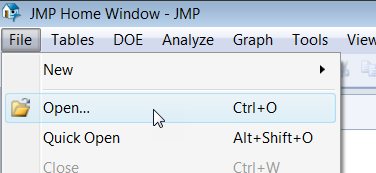 JMP Home Window - JMP
File Tables DOE Analyze Graph Tools View
New
Open... Ctrl+O
Quick Open Alt+Shift+O
Close Ctrl+W